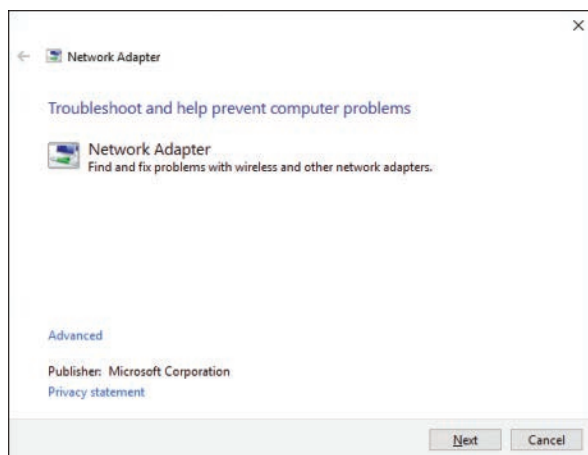 Network Adapter
Troubleshoot and help prevent computer problems
Network Adapter
Find and fix problems with wireless and other network adapters.
Advanced
Publisher: Microsoft Corporation
Privacy statement
Next Cancel